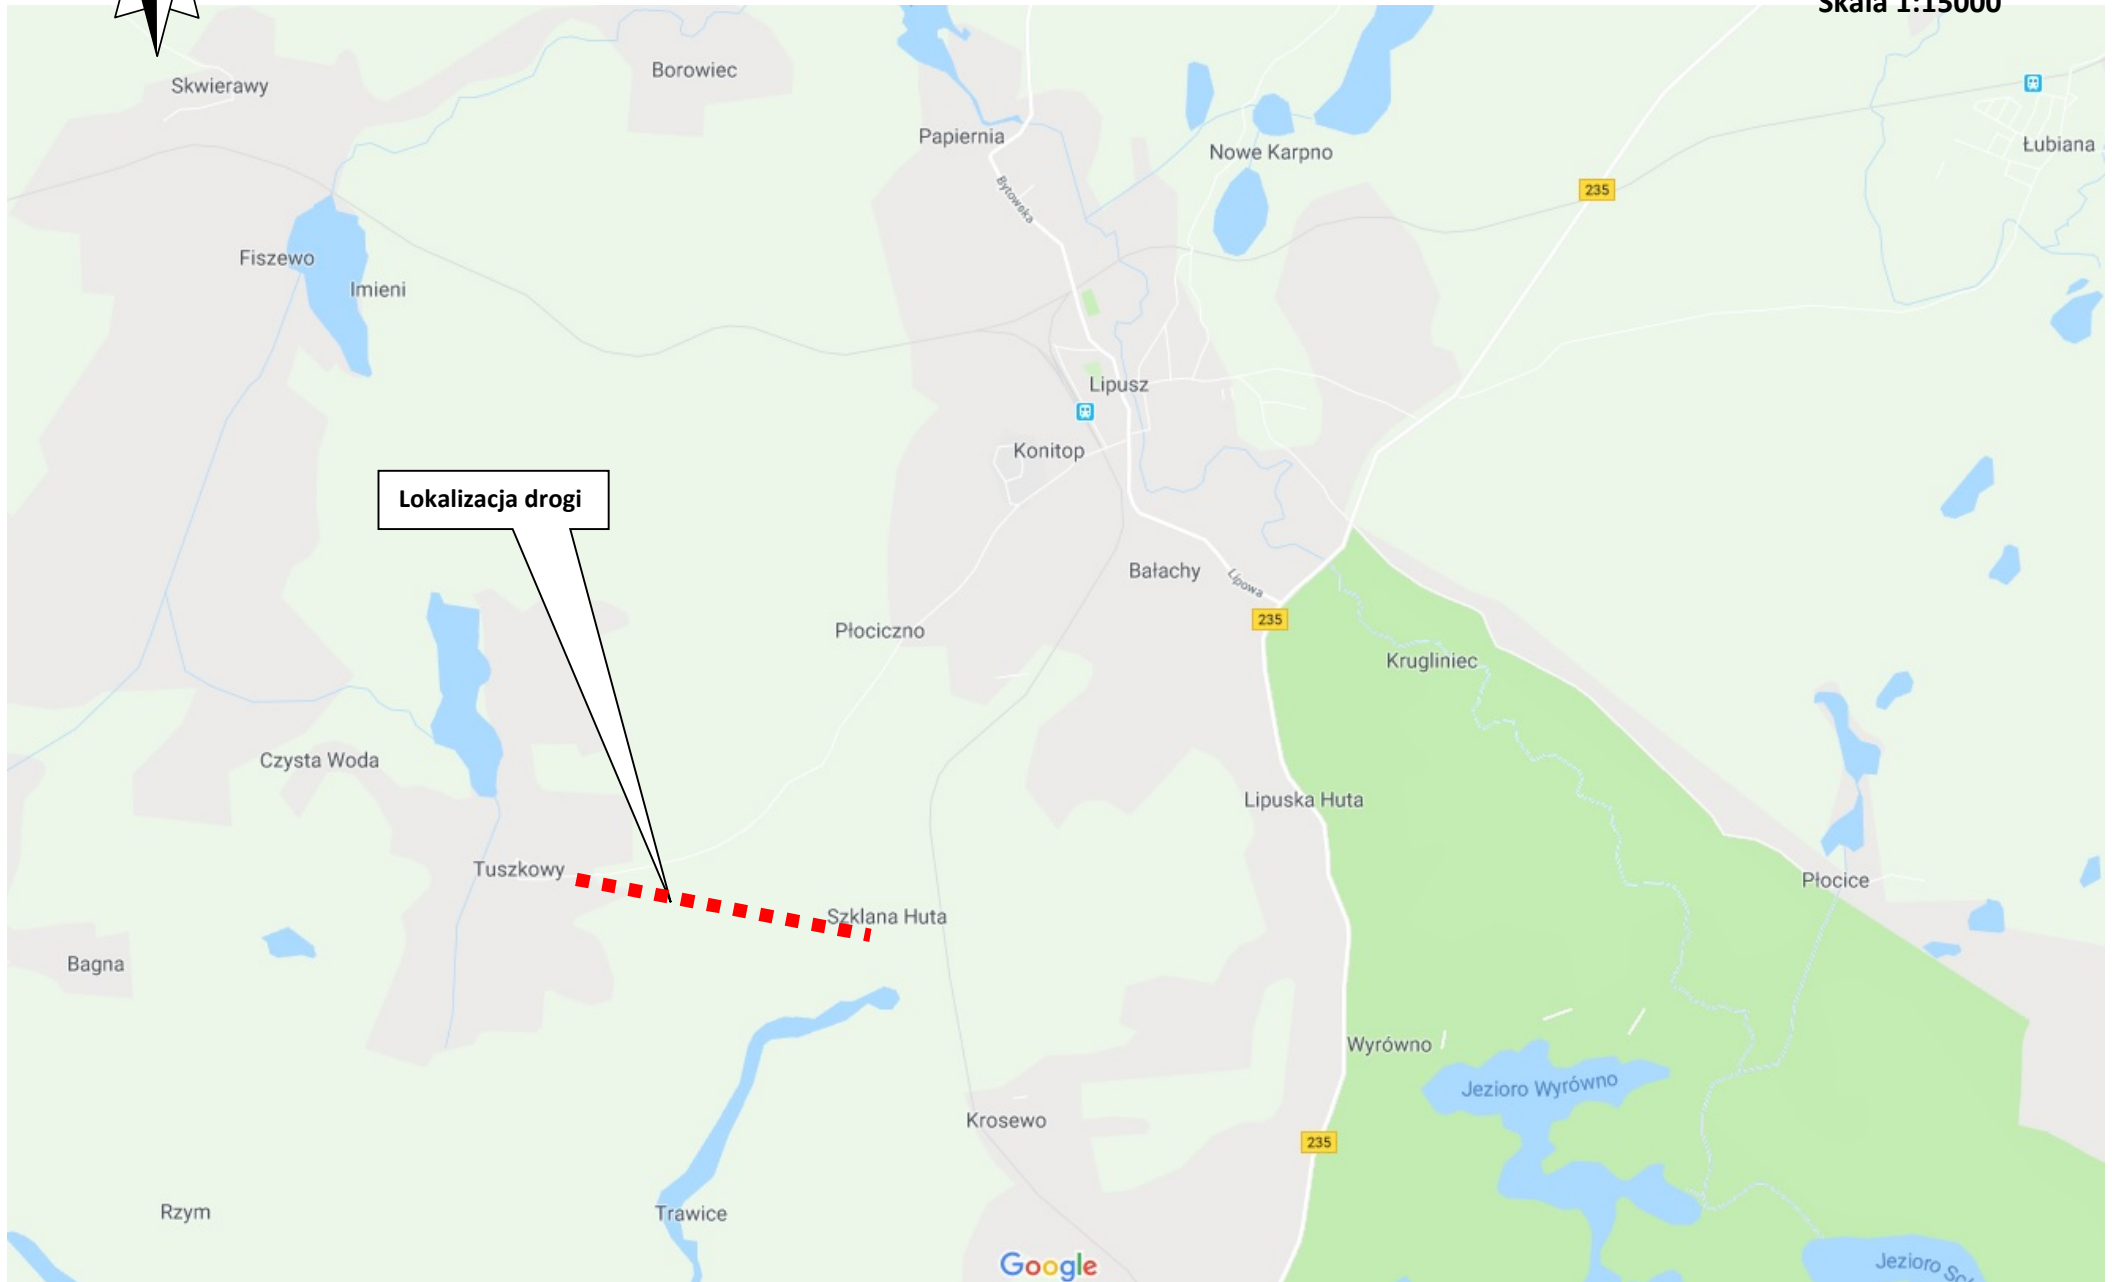 Skala 1:15000
Skwierawy
Borowiec
Papiernia
Nowe Karpno
Łubiana
Bytowska
235
Fiszewo
Imieni
Lipusz
Konitop
Lokalizacja drogi
Bałachy
Lipowa
235
Płociczno
Krugliniec
Czysta Woda
Lipuska Huta
Tuszkowy
Płocice
Szklana Huta
Bagna
Wyrówno
Jezioro Wyrówno
Krosewo
235
Rzym
Trawice
Google
Jezioro